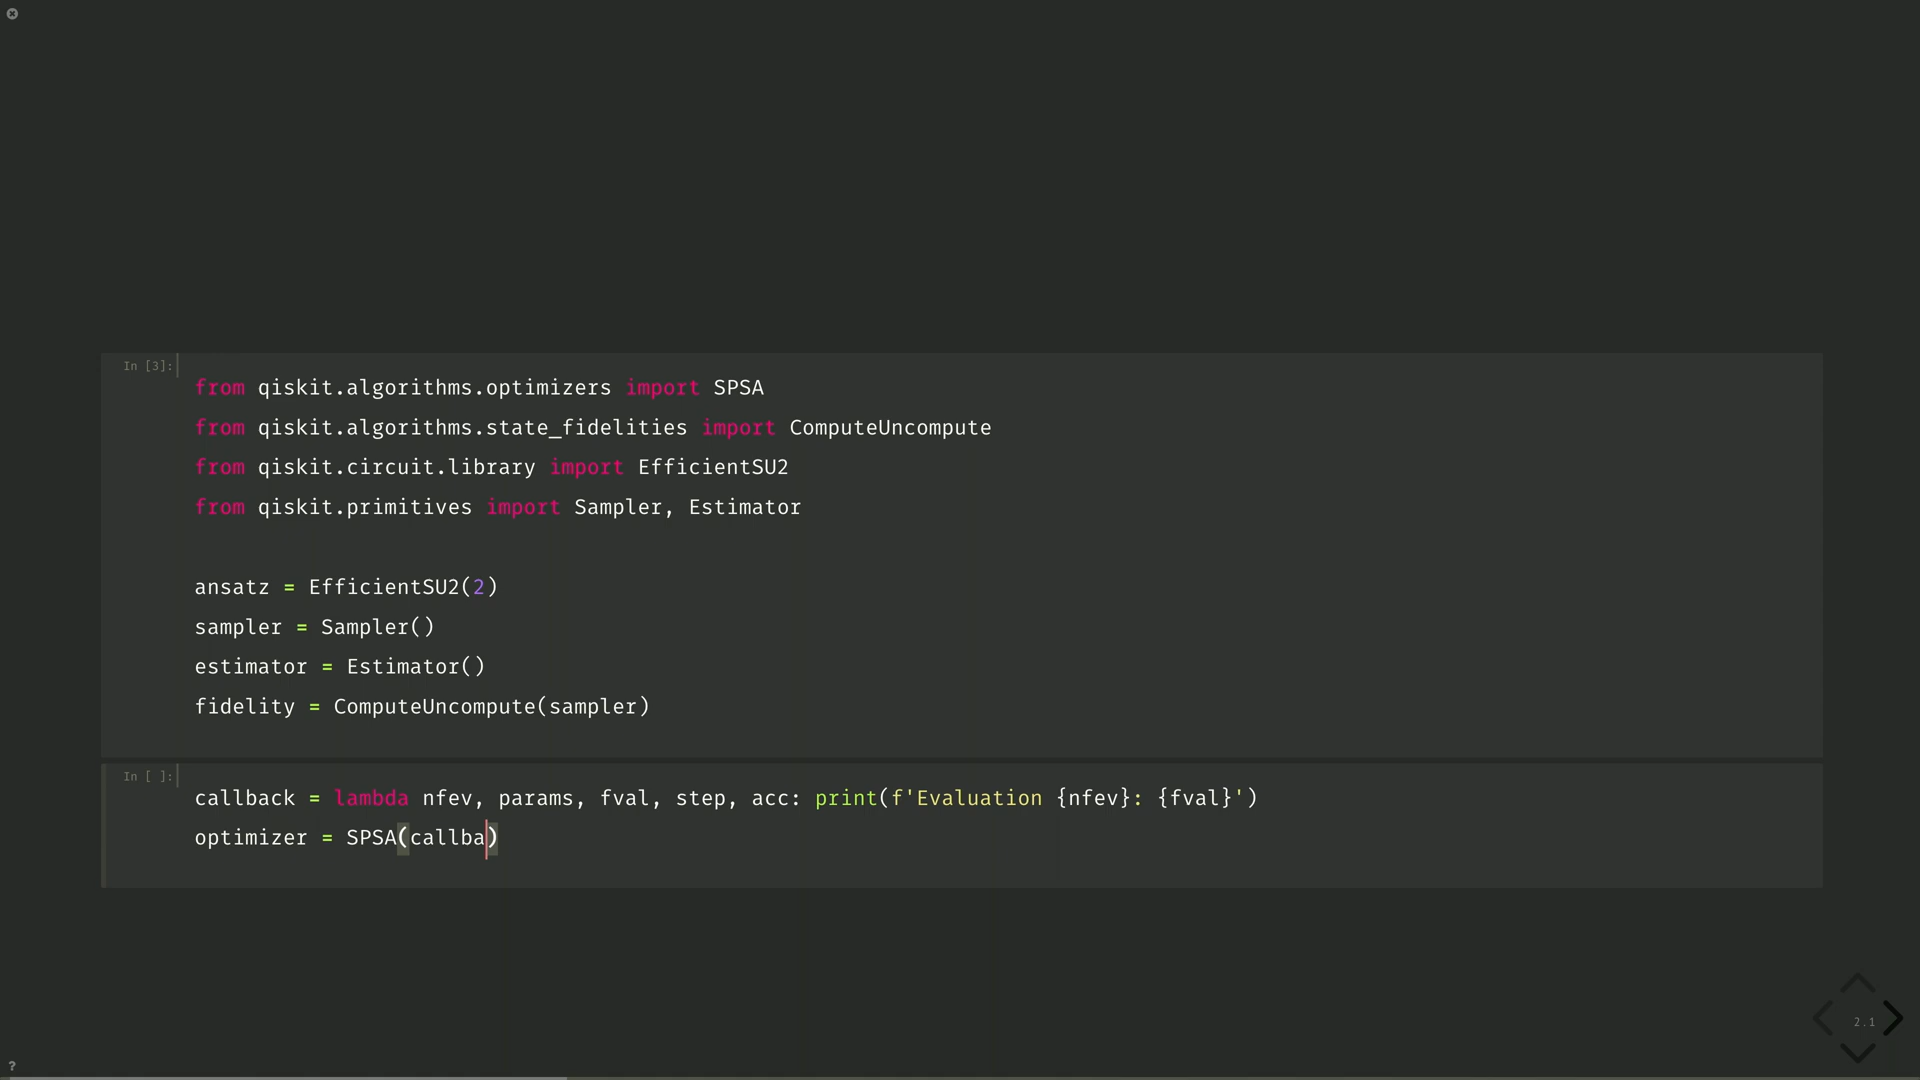 In [3]:
from qiskit.algorithms.optimizers import SPSA
from qiskit.algorithms.state_fidelities import ComputeUncompute
from qiskit.circuit.library import EfficientSU2
from qiskit.primitives import Sampler, Estimator
ansatz = EfficientSU2(2)
sampler = Sampler()
estimator = Estimator()
fidelity = ComputeUncompute(sampler)
In [ ]:
callback = lambda nfev, params, fval, step, acc: print(f'Evaluation {nfev}: {fval}')
optimizer = SPSA(callba)
2.1
?